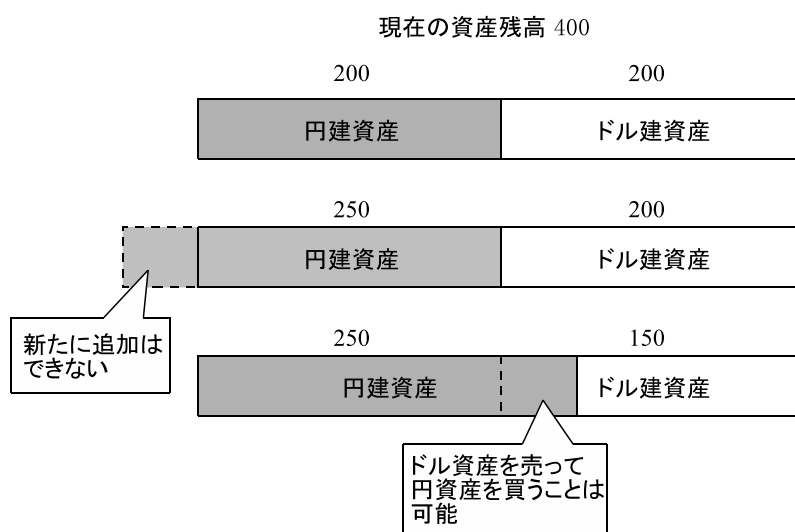 現在の資産残高 400
200 200
円建資産 ドル建資産
250 200
円建資産 ドル建資産
新たに追加は
できない
250 150
円建資産 ドル建資産
ドル資産を売って
円資産を買うことは
可能